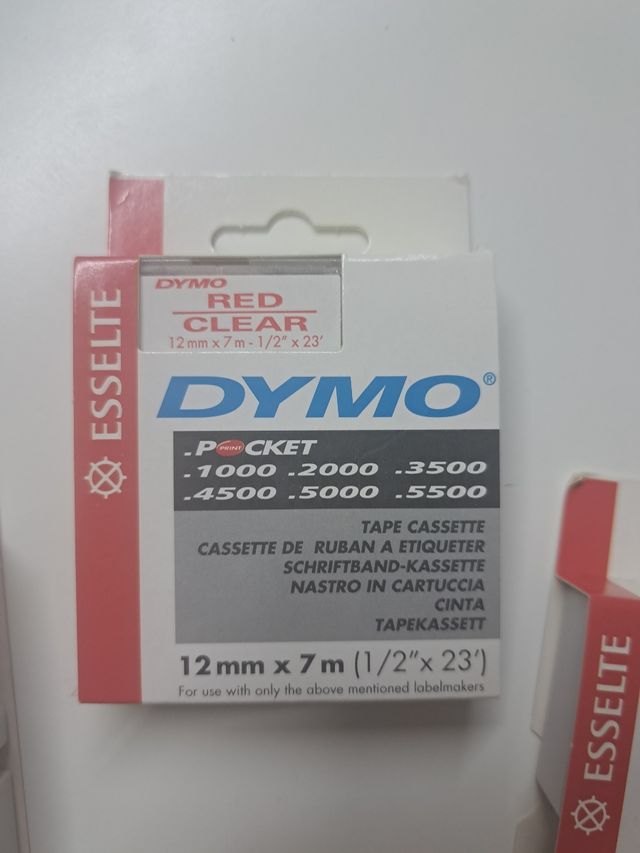 DYMO
RED
CLEAR
12 mm x 7 m - 1/2" x 23'
ESSELTE
DYMO®
.POCKET
PRINT
.1000 .2000 .3500
.4500 .5000 .5500
TAPE CASSETTE
CASSETTE DE RUBAN A ETIQUETER
SCHRIFTBAND-KASSETTE
NASTRO IN CARTUCCIA
CINTA
TAPEKASSETT
12 mm x 7 m (1/2" x 23')
For use with only the above mentioned labelmakers
ESSELTE